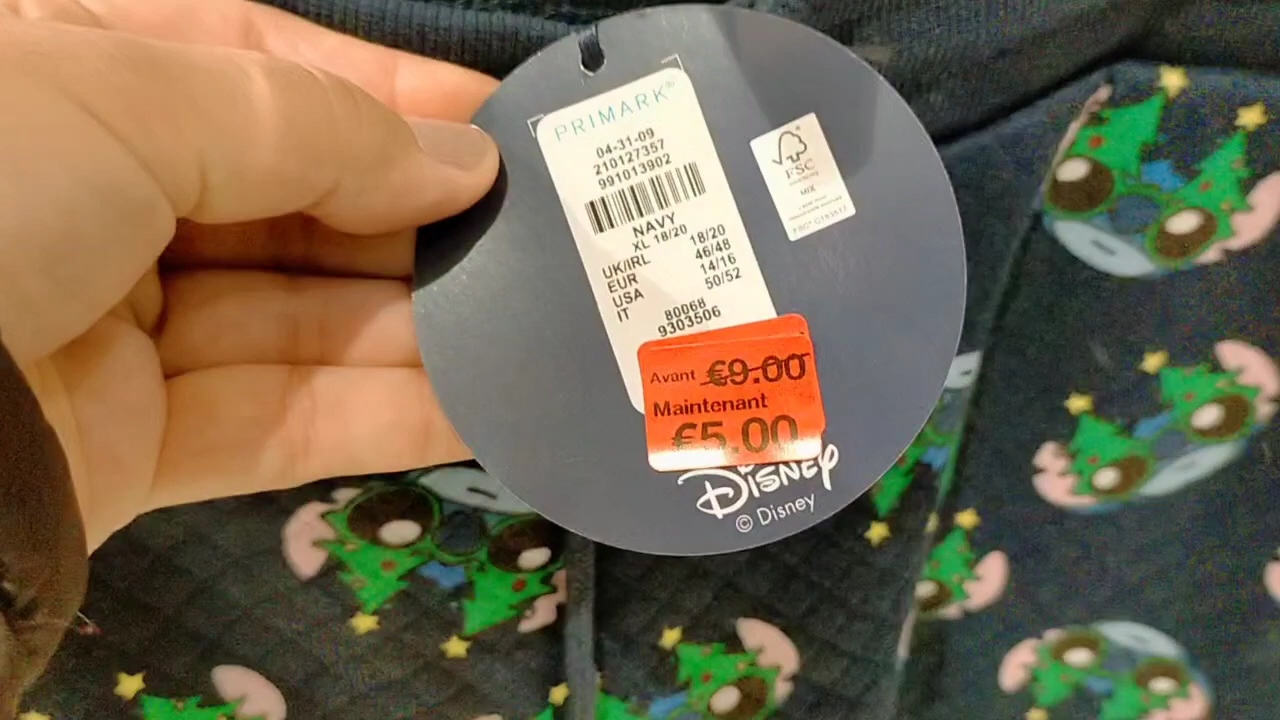 PRIMARK®
04-31-09
210127357
991013902
NAVY
XL 18/20
UK/IRL 18/20
EUR 46/48
USA 14/16
IT 50/52
80068
9303506
Avant €9.00
Maintenant
€5.00
Disney
© Disney
FSC
MIX